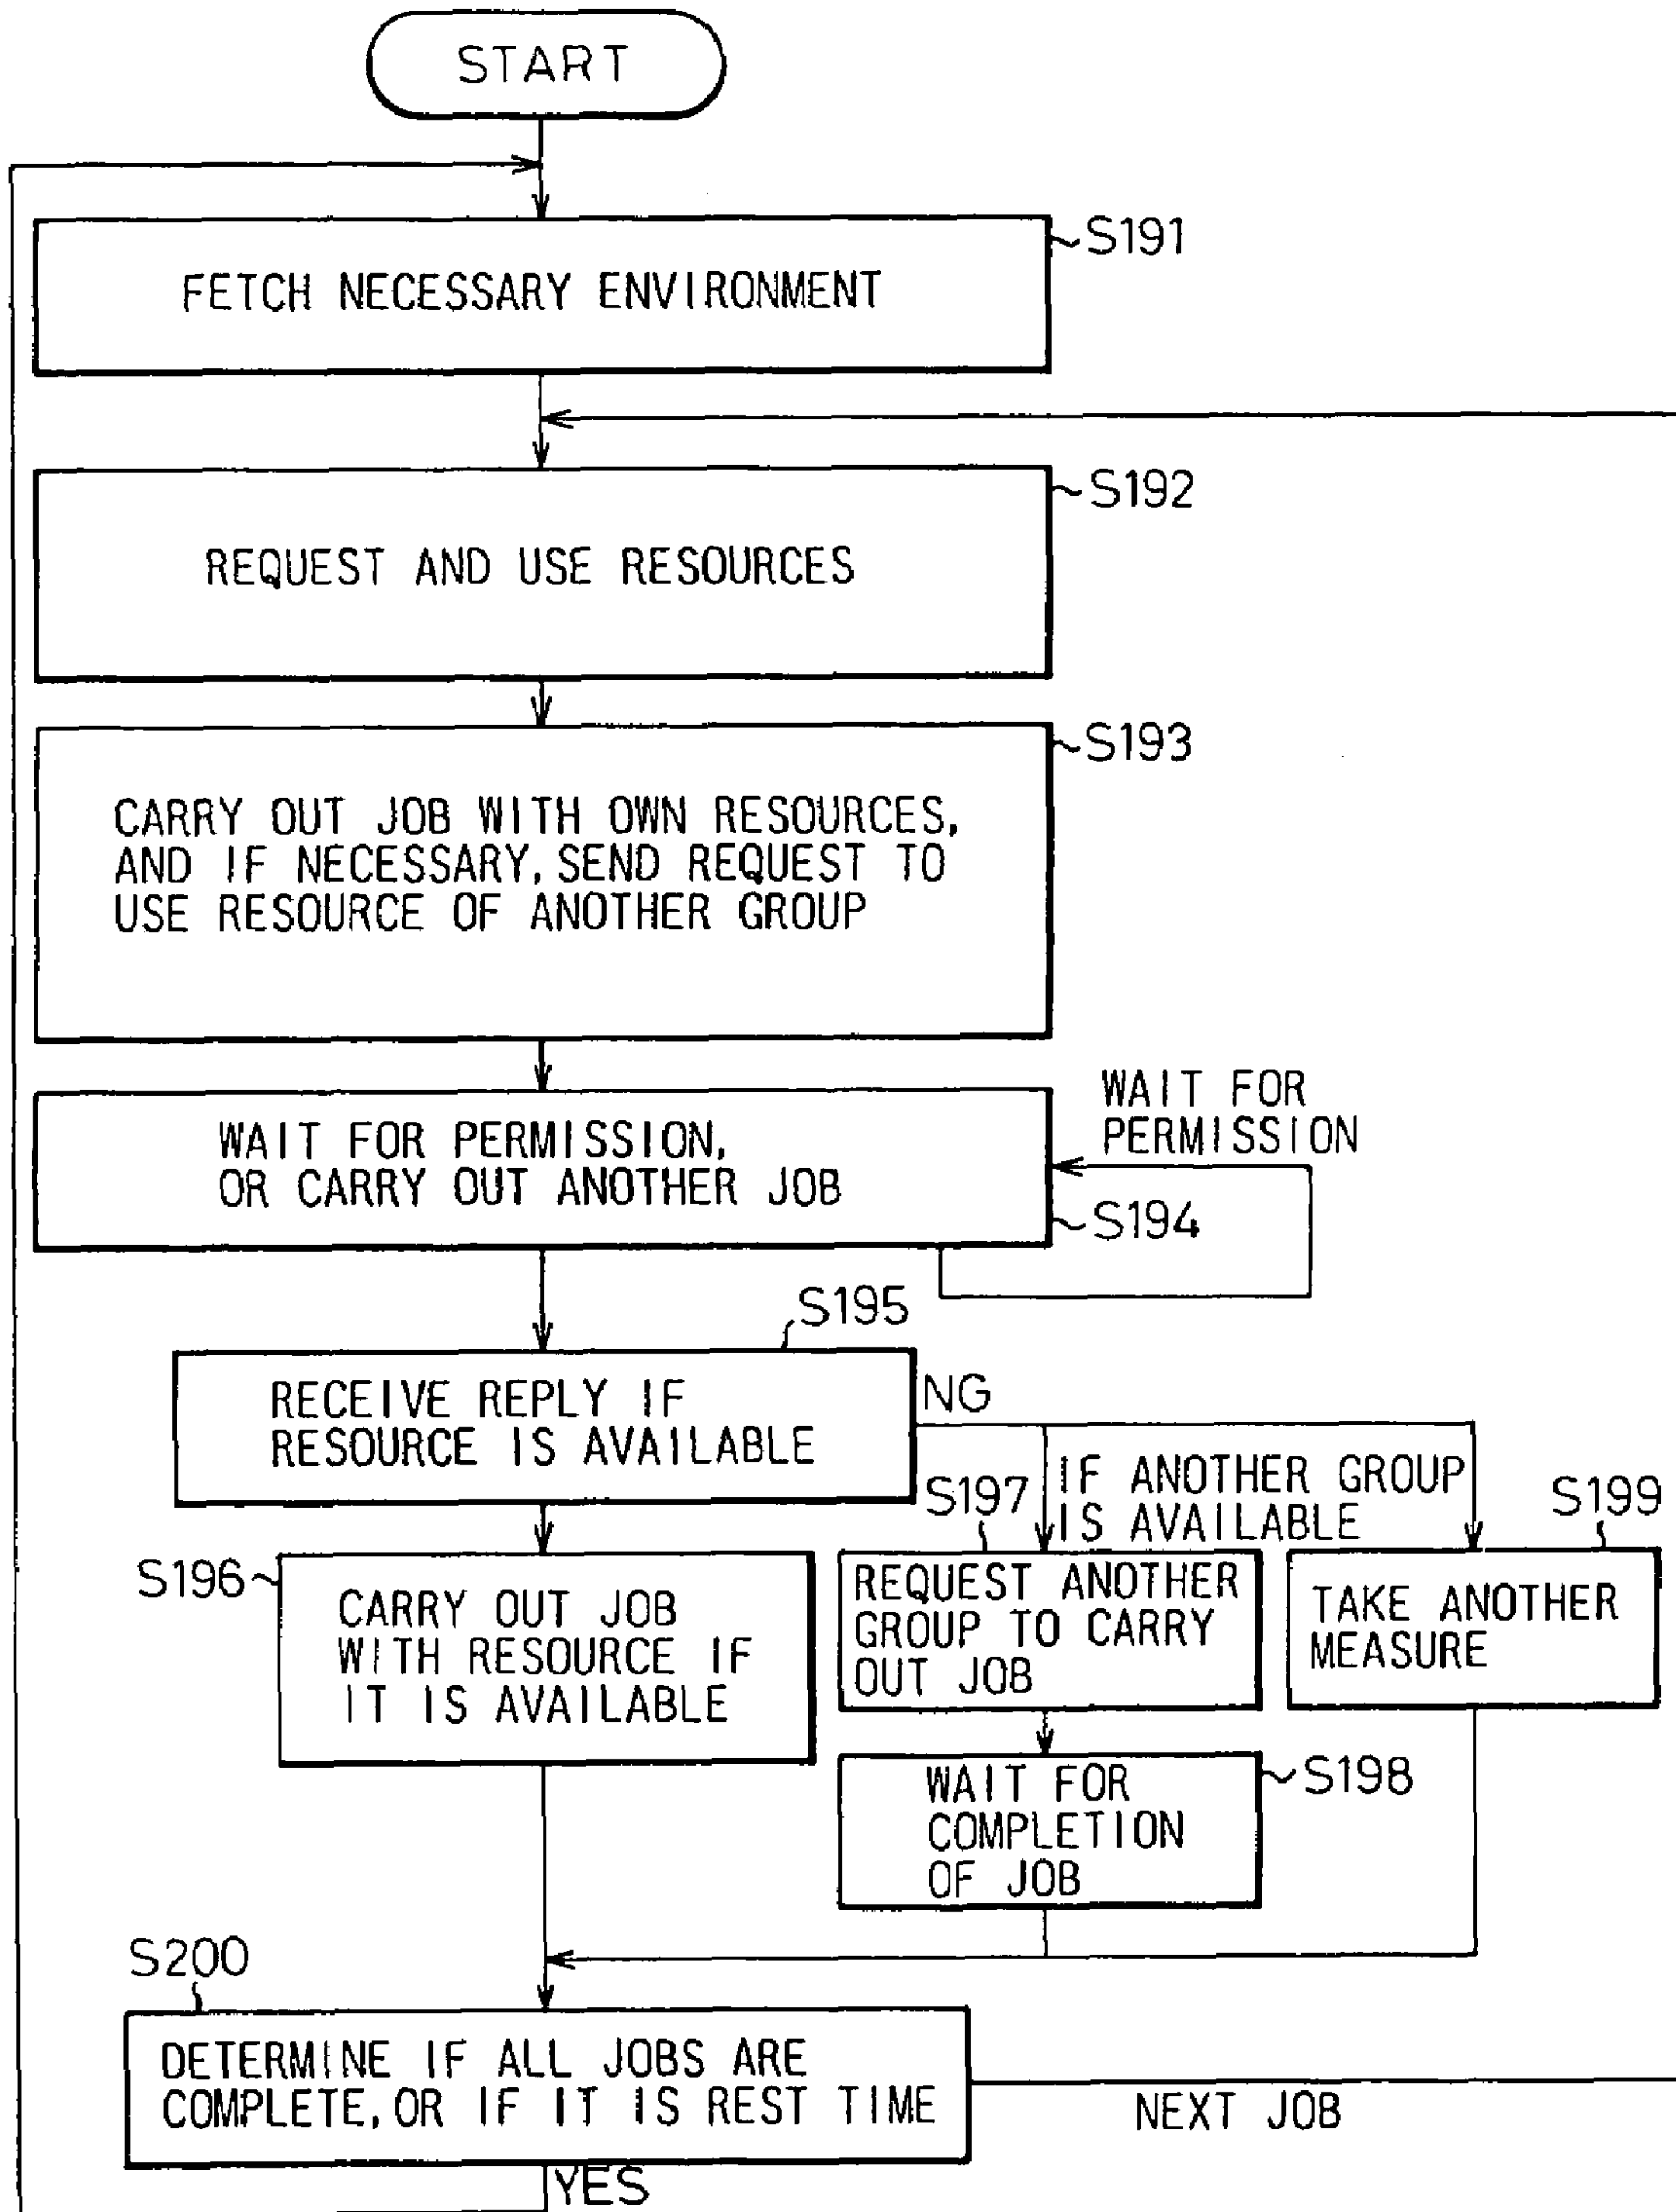 START
S191
FETCH NECESSARY ENVIRONMENT
S192
REQUEST AND USE RESOURCES
S193
CARRY OUT JOB WITH OWN RESOURCES,
AND IF NECESSARY, SEND REQUEST TO
USE RESOURCE OF ANOTHER GROUP
WAIT FOR
PERMISSION
WAIT FOR PERMISSION,
OR CARRY OUT ANOTHER JOB
S194
S195
RECEIVE REPLY IF
RESOURCE IS AVAILABLE
NG
IF ANOTHER GROUP
IS AVAILABLE
S197
S199
S196
CARRY OUT JOB
WITH RESOURCE IF
IT IS AVAILABLE
REQUEST ANOTHER
GROUP TO CARRY
OUT JOB
TAKE ANOTHER
MEASURE
WAIT FOR
COMPLETION
OF JOB
S198
S200
DETERMINE IF ALL JOBS ARE
COMPLETE, OR IF IT IS REST TIME
NEXT JOB
YES